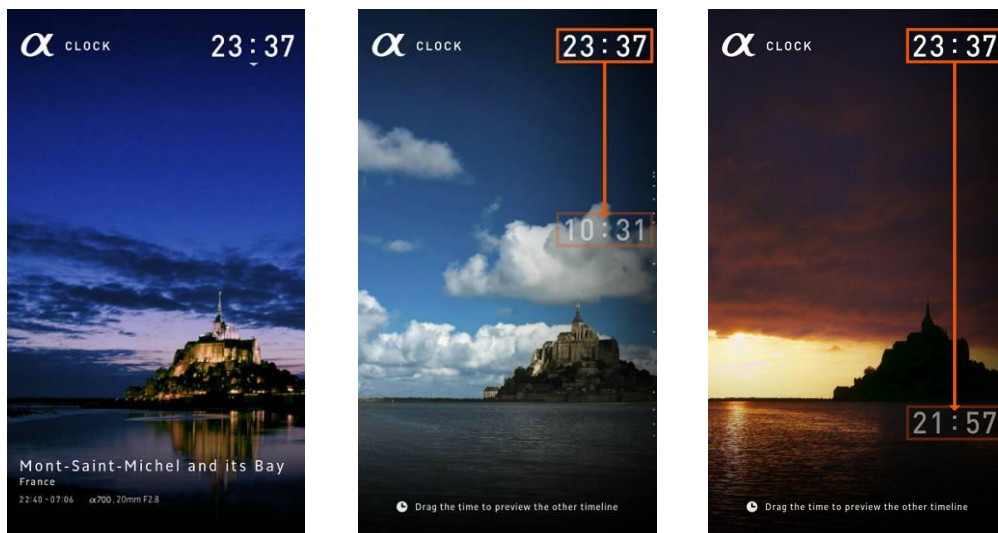 α CLOCK 23:37
Mont-Saint-Michel and its Bay
France
22:40 - 07:06 α700, 20mm F2.8
α CLOCK 23:37
10:31
Drag the time to preview the other timeline
α CLOCK 23:37
21:57
Drag the time to preview the other timeline